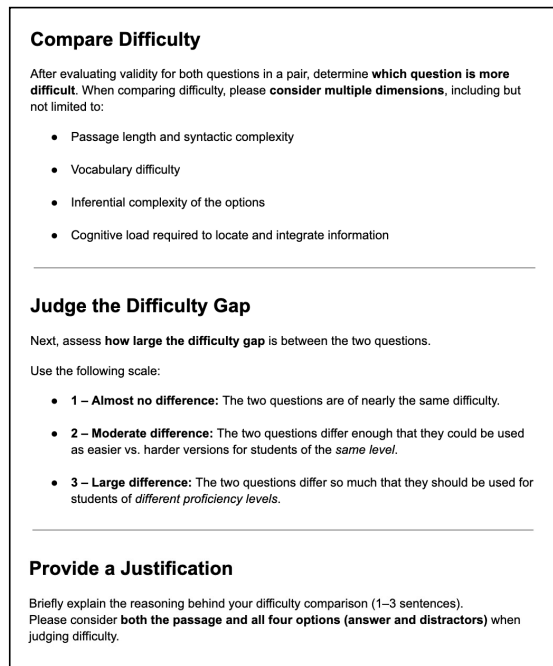 Compare Difficulty
After evaluating validity for both questions in a pair, determine which question is more
difficult. When comparing difficulty, please consider multiple dimensions, including but
not limited to:
● Passage length and syntactic complexity
● Vocabulary difficulty
● Inferential complexity of the options
● Cognitive load required to locate and integrate information
Judge the Difficulty Gap
Next, assess how large the difficulty gap is between the two questions.
Use the following scale:
● 1 – Almost no difference: The two questions are of nearly the same difficulty.
● 2 – Moderate difference: The two questions differ enough that they could be used
as easier vs. harder versions for students of the same level.
● 3 – Large difference: The two questions differ so much that they should be used for
students of different proficiency levels.
Provide a Justification
Briefly explain the reasoning behind your difficulty comparison (1–3 sentences).
Please consider both the passage and all four options (answer and distractors) when
judging difficulty.